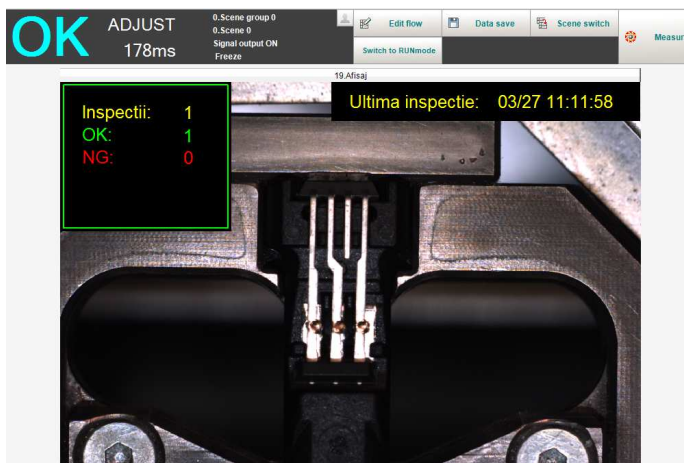 OK
ADJUST
178ms
0.Scene group 0
0.Scene 0
Signal output ON
Freeze
Edit flow
Data save
Scene switch
Switch to RUNmode
Measur
19.Afisaj
Inspectii: 1
OK: 1
NG: 0
Ultima inspectie: 03/27 11:11:58